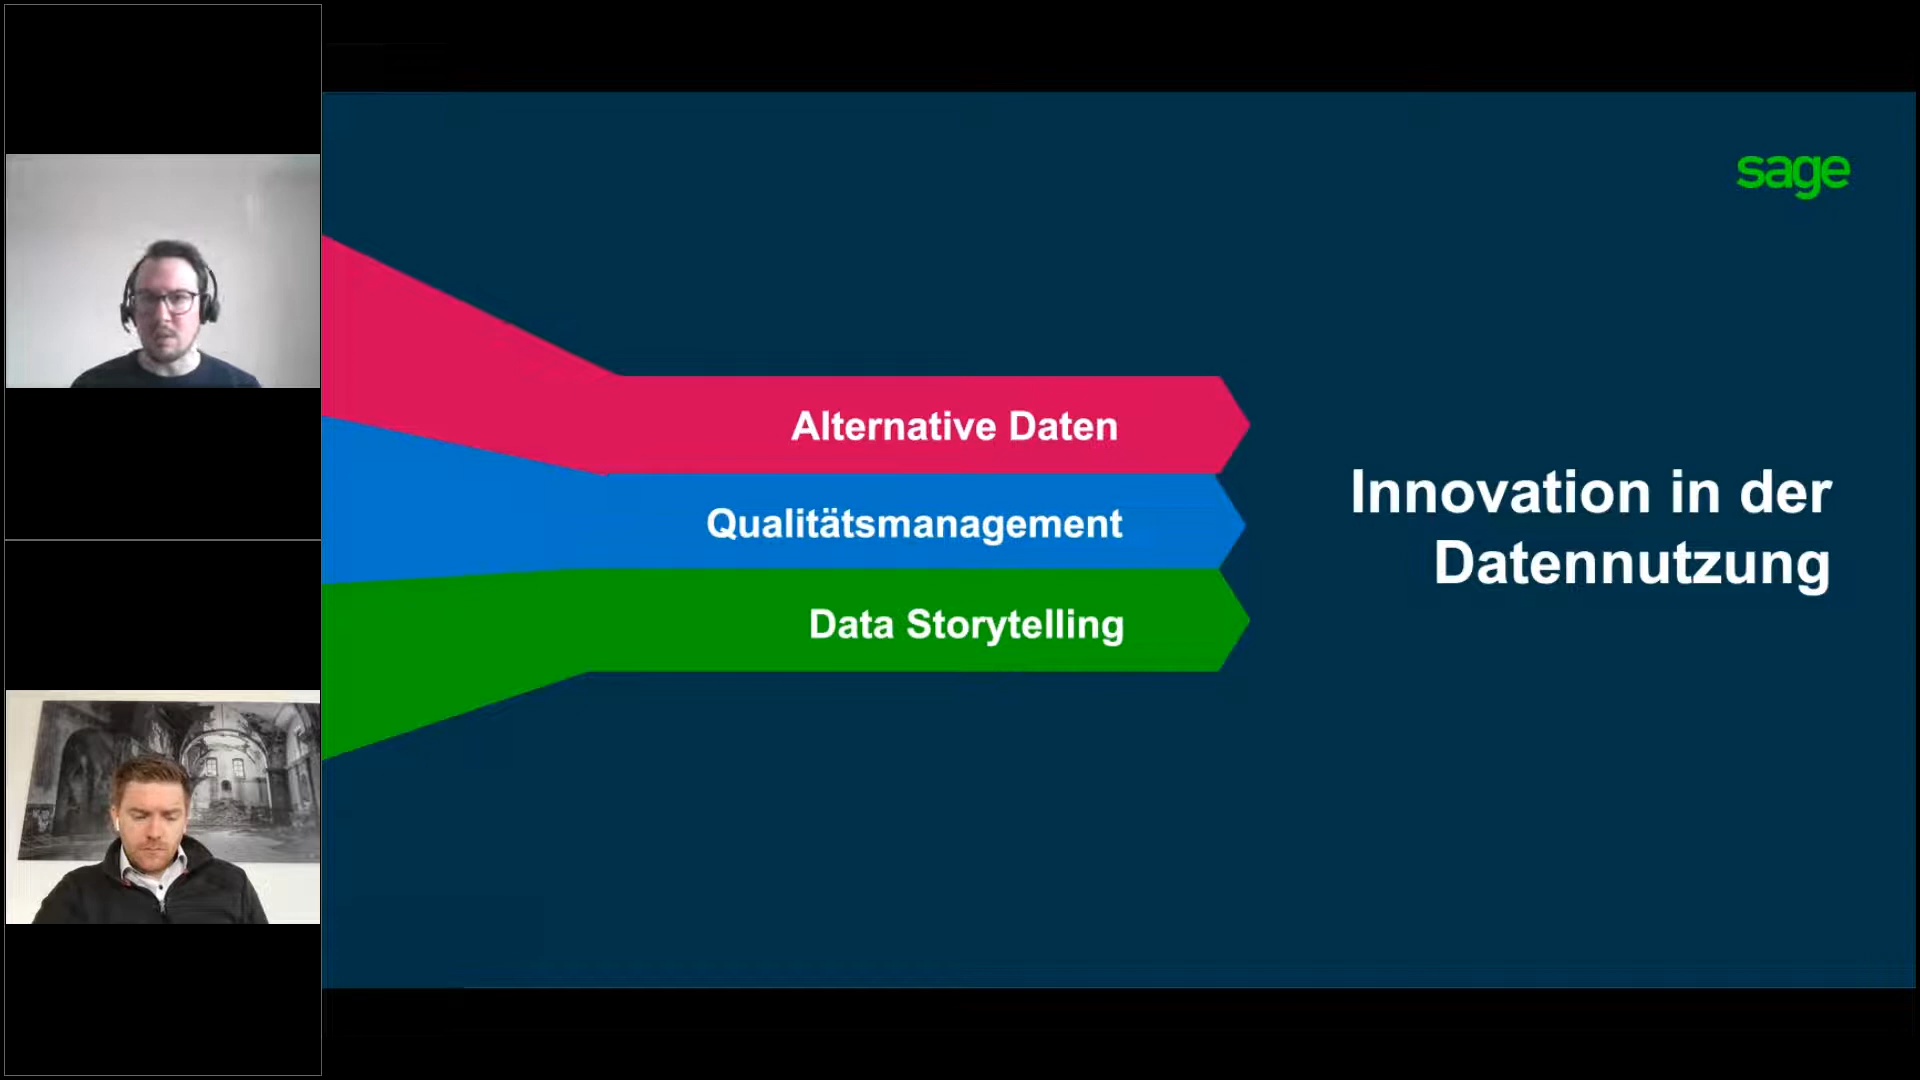 sage
Alternative Daten
Qualitätsmanagement
Data Storytelling
Innovation in der
Datennutzung